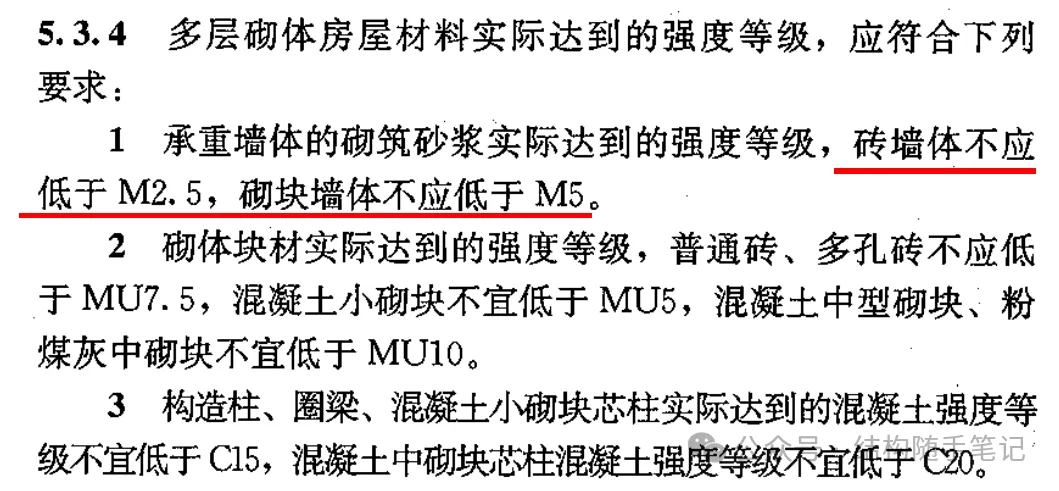 5.3.4 多层砌体房屋材料实际达到的强度等级，应符合下列
要求：
1 承重墙体的砌筑砂浆实际达到的强度等级，砖墙体不应
低于 M2.5，砌块墙体不应低于 M5。
2 砌体块材实际达到的强度等级，普通砖、多孔砖不应低
于 MU7.5，混凝土小砌块不宜低于 MU5，混凝土中型砌块、粉
煤灰中砌块不宜低于 MU10。
3 构造柱、圈梁、混凝土小砌块芯柱实际达到的混凝土强度等
级不宜低于 C15，混凝土中砌块芯柱混凝土强度等级不宜低于 C20。
公众号·结构随手笔记